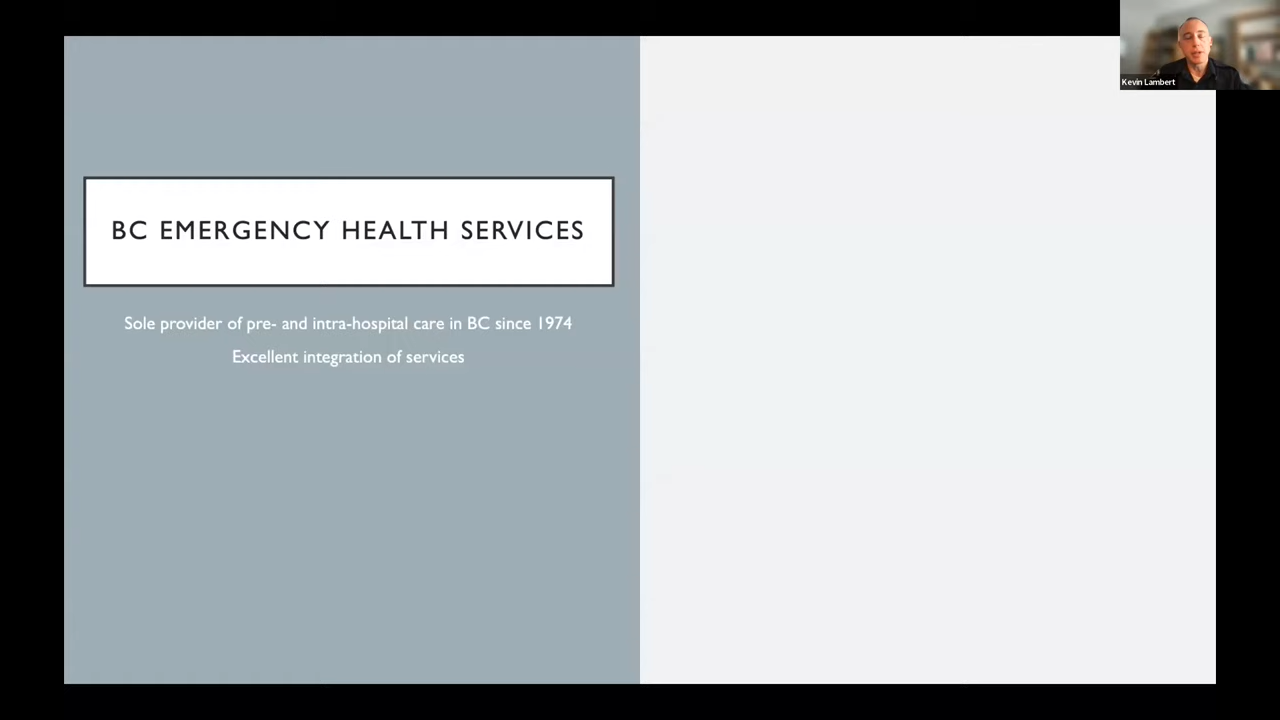 BC EMERGENCY HEALTH SERVICES
Sole provider of pre- and intra-hospital care in BC since 1974
Excellent integration of services
Kevin Lambert